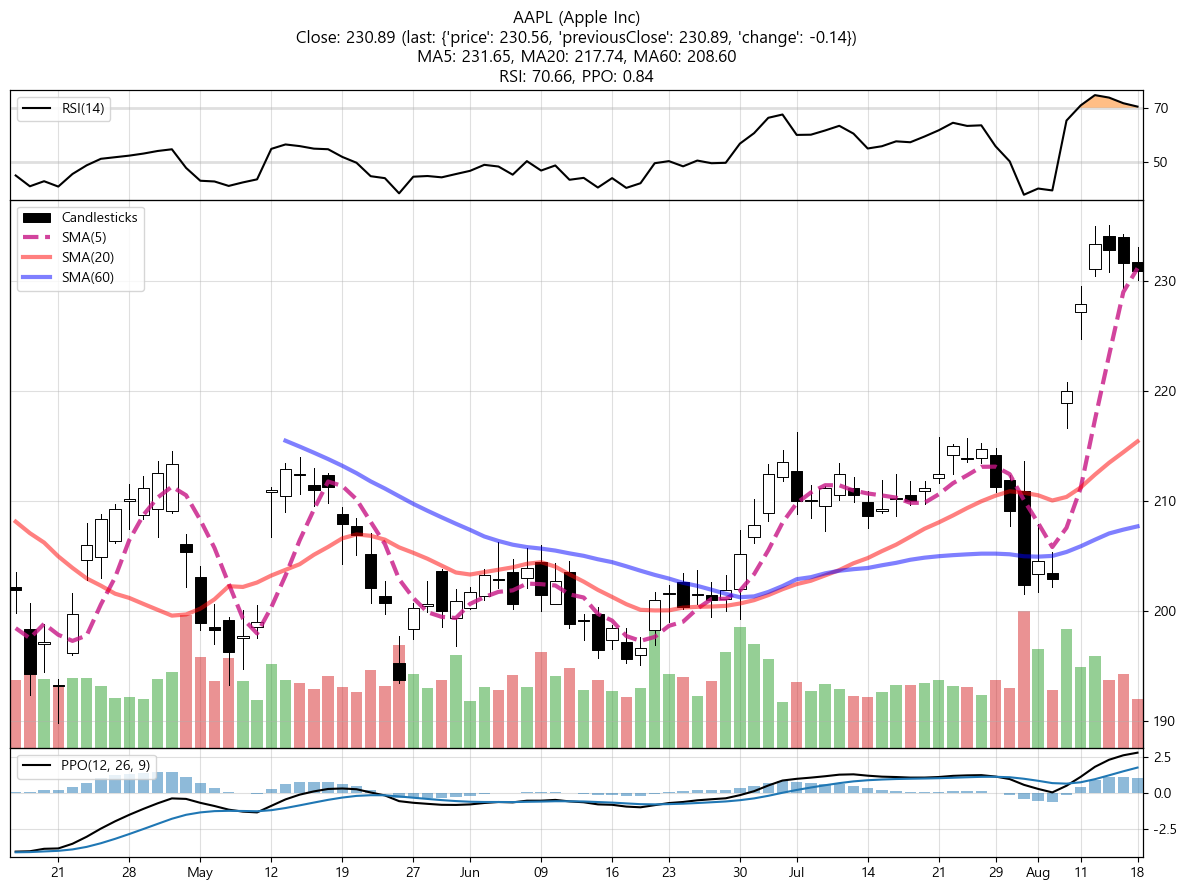 AAPL (Apple Inc)
Close: 230.89 (last: {'price': 230.56, 'previousClose': 230.89, 'change': -0.14})
MA5: 231.65, MA20: 217.74, MA60: 208.60
RSI: 70.66, PPO: 0.84
RSI(14)
70
50
Candlesticks
SMA(5)
SMA(20)
SMA(60)
230
220
210
200
190
PPO(12, 26, 9)
2.5
0.0
-2.5
21 28 May 12 19 27 Jun 09 16 23 30 Jul 14 21 29 Aug 11 18